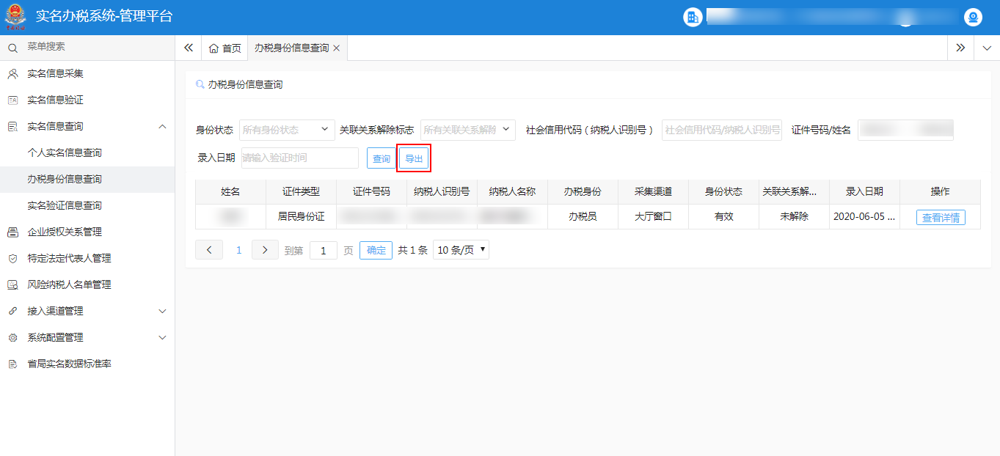 实名办税系统-管理平台
菜单搜索
首页
办税身份信息查询
实名信息采集
实名信息验证
实名信息查询
个人实名信息查询
办税身份信息查询
实名验证信息查询
企业授权关系管理
特定法定代表人管理
风险纳税人名单管理
接入渠道管理
系统配置管理
省局实名数据标准率
办税身份信息查询
身份状态 所有身份状态 关联关系解除标志 所有关联关系解除 社会信用代码（纳税人识别号） 社会信用代码/纳税人识别号 证件号码/姓名
录入日期 请输入验证时间 查询 导出
姓名 证件类型 证件号码 纳税人识别号 纳税人名称 办税身份 采集渠道 身份状态 关联关系解... 录入日期 操作
居民身份证 办税员 大厅窗口 有效 未解除 2020-06-05 ... 查看详情
1 到第 1 页 确定 共 1 条 10 条/页